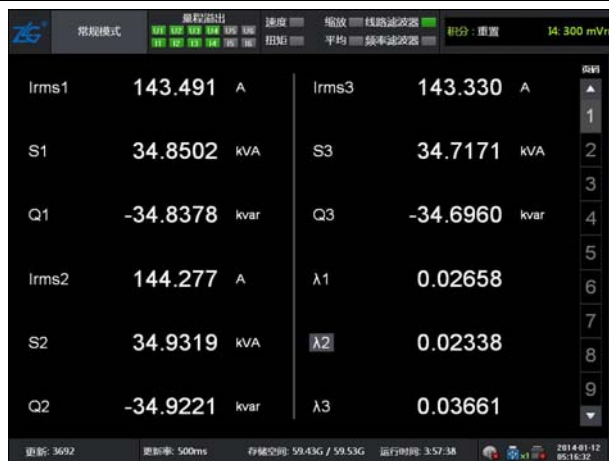 ZLG 常规模式 量程溢出 速度 缩放 线路滤波器 积分 : 重置 I4: 300 mVr
U1 U2 U3 U4 U5 U6
I1 I2 I3 I4 I5 I6 扭矩 平均 频率滤波器
页码
Irms1 143.491 A Irms3 143.330 A
1
S1 34.8502 kVA S3 34.7171 kVA 2
3
Q1 -34.8378 kvar Q3 -34.6960 kvar 4
5
Irms2 144.277 A λ1 0.02658 6
7
S2 34.9319 kVA λ2 0.02338 8
9
Q2 -34.9221 kvar λ3 0.03661
更新: 3692 更新率: 500ms 存储空间: 59.43G / 59.53G 运行时间: 3:57:38 x1 2014-01-12
05:16:32